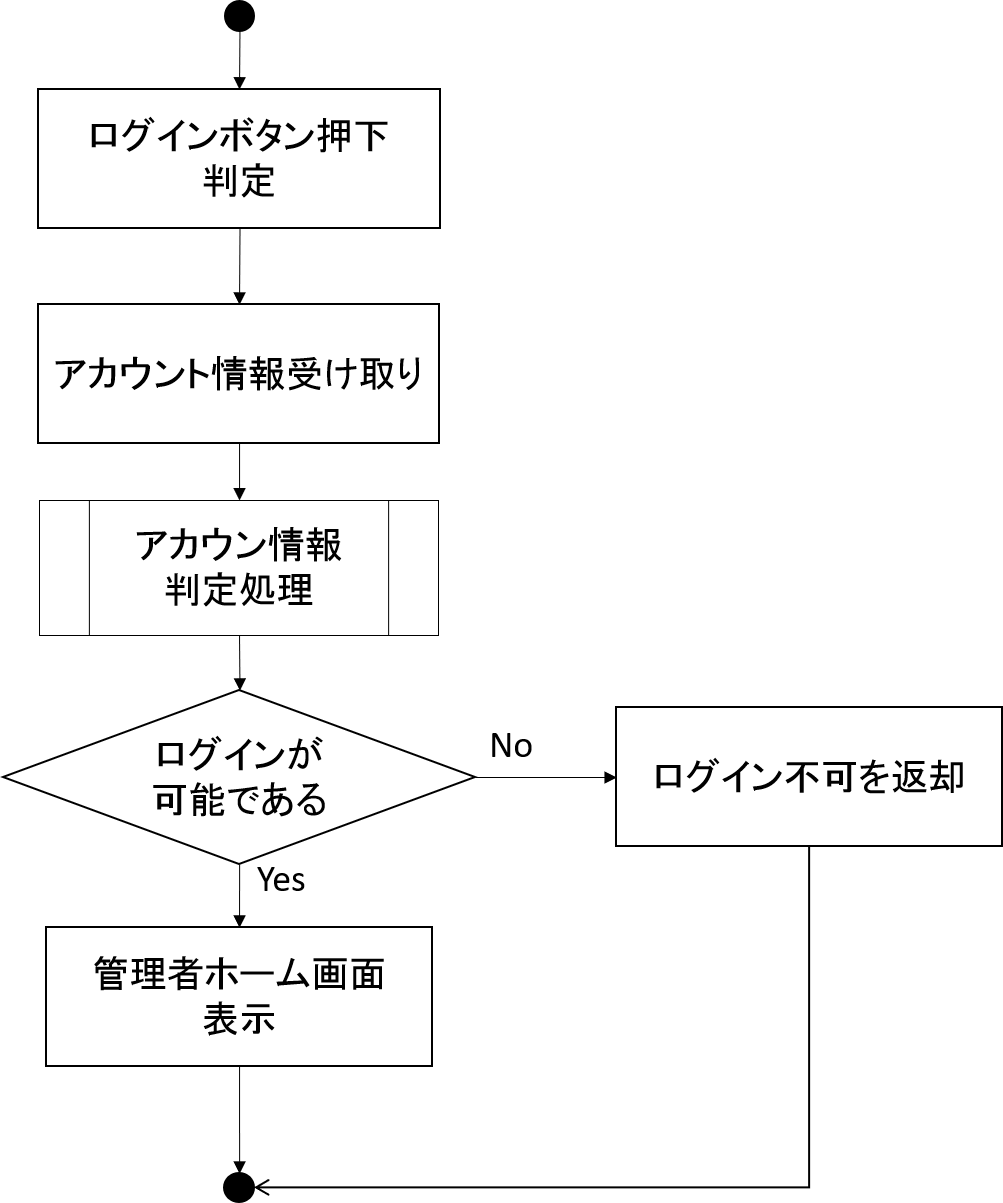 ログインボタン押下
判定
アカウント情報受け取り
アカウン情報
判定処理
ログインが
可能である
No
ログイン不可を返却
Yes
管理者ホーム画面
表示